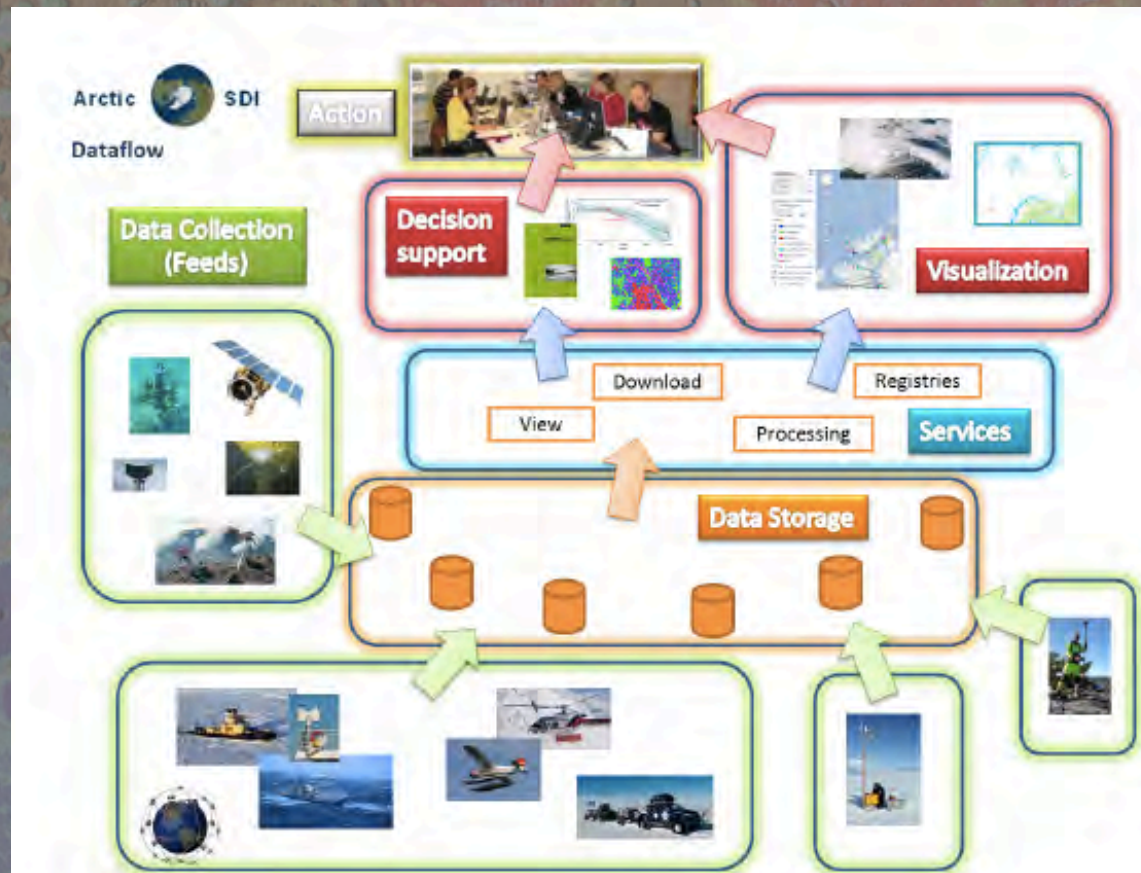 Arctic SDI
Dataflow
Action
Data Collection
(Feeds)
Decision
support
Visualization
Download
Registries
View
Processing
Services
Data Storage